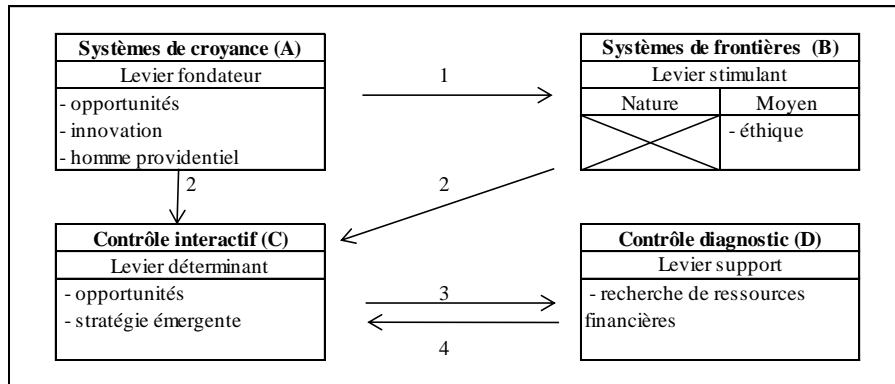 Systèmes de croyance (A)
Levier fondateur
- opportunités
- innovation
- homme providentiel
1
Systèmes de frontières (B)
Levier stimulant
Nature
Moyen
- éthique
2
2
Contrôle interactif (C)
Levier déterminant
- opportunités
- stratégie émergente
3
4
Contrôle diagnostic (D)
Levier support
- recherche de ressources
financières